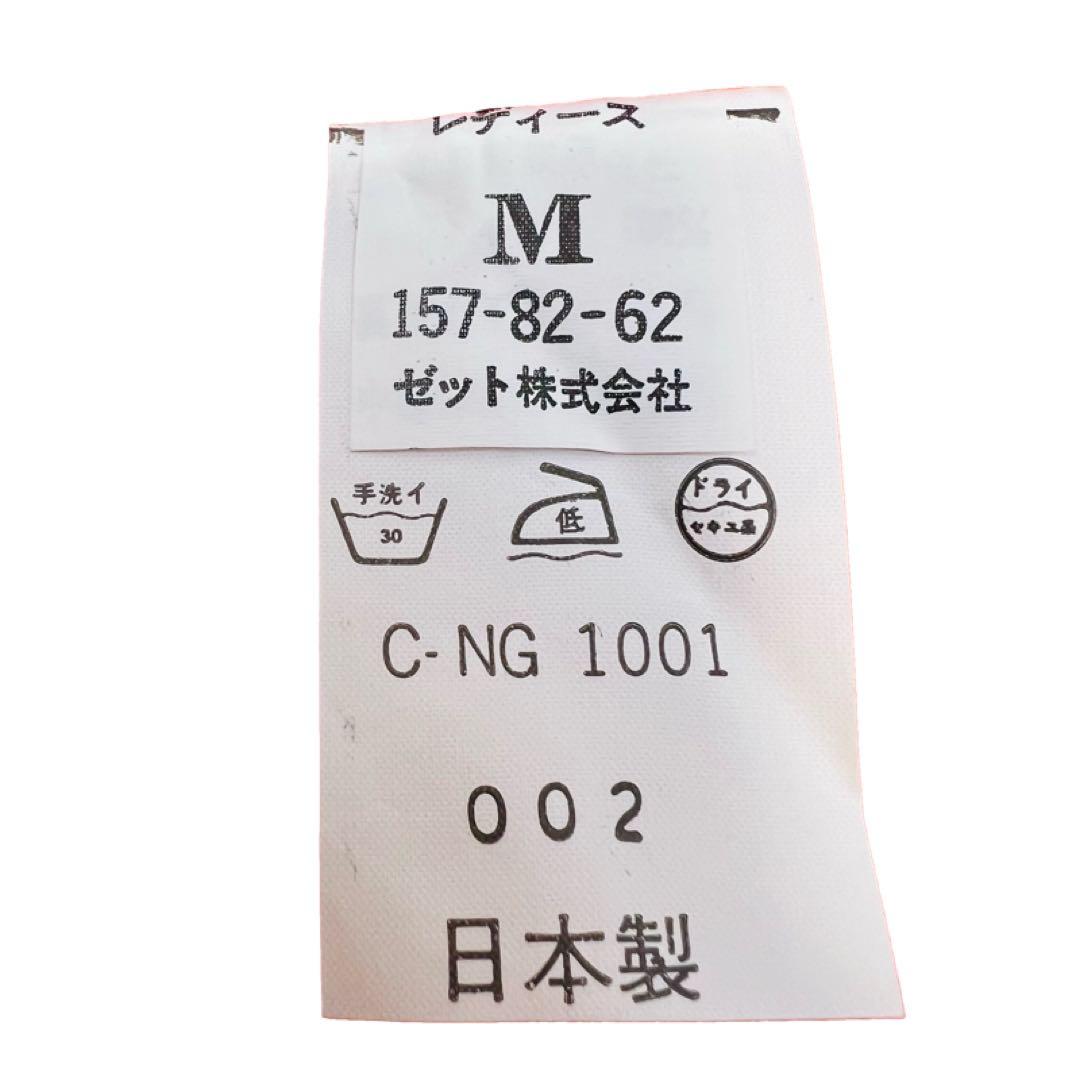 レディース
M
157-82-62
ゼット株式会社
手洗イ
30
低
ドライ
セキユ系
C-NG 1001
002
日本製